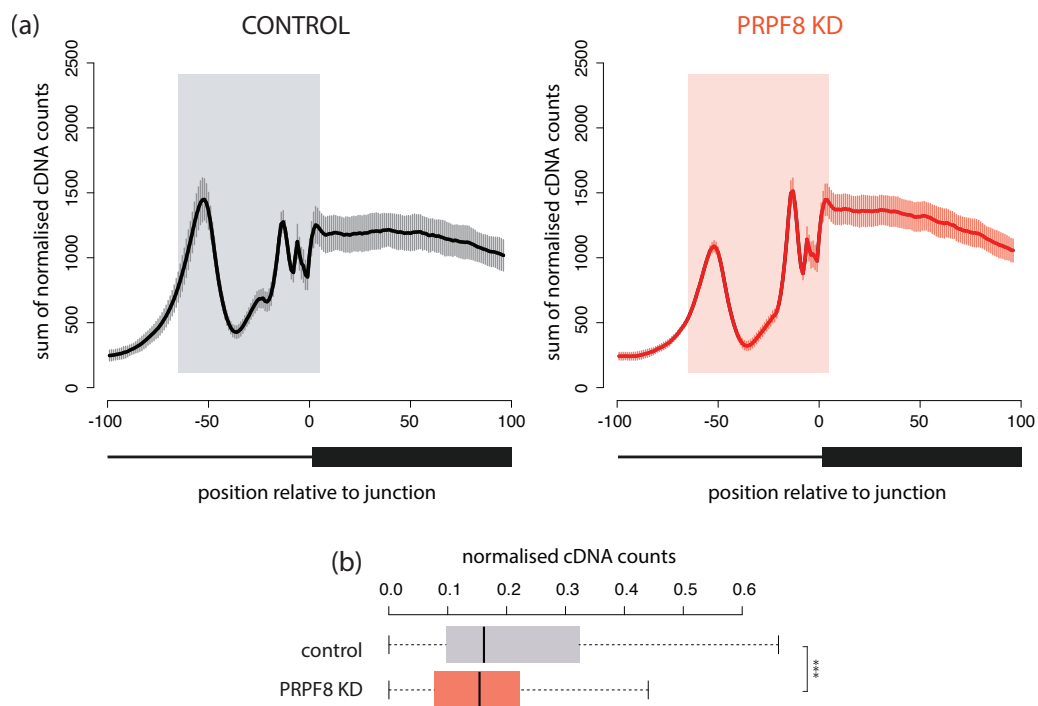 (a)
CONTROL
PRPF8 KD
sum of normalised cDNA counts
0 500 1000 1500 2000 2500
-100 -50 0 50 100
position relative to junction
sum of normalised cDNA counts
0 500 1000 1500 2000 2500
-100 -50 0 50 100
position relative to junction
(b)
normalised cDNA counts
0.0 0.1 0.2 0.3 0.4 0.5 0.6
control
PRPF8 KD
***